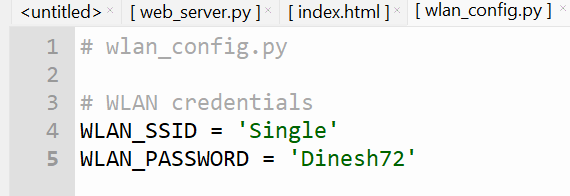 <untitled> × [ web_server.py ] × [ index.html ] × [ wlan_config.py ] ×
1 # wlan_config.py
2
3 # WLAN credentials
4 WLAN_SSID = 'Single'
5 WLAN_PASSWORD = 'Dinesh72'